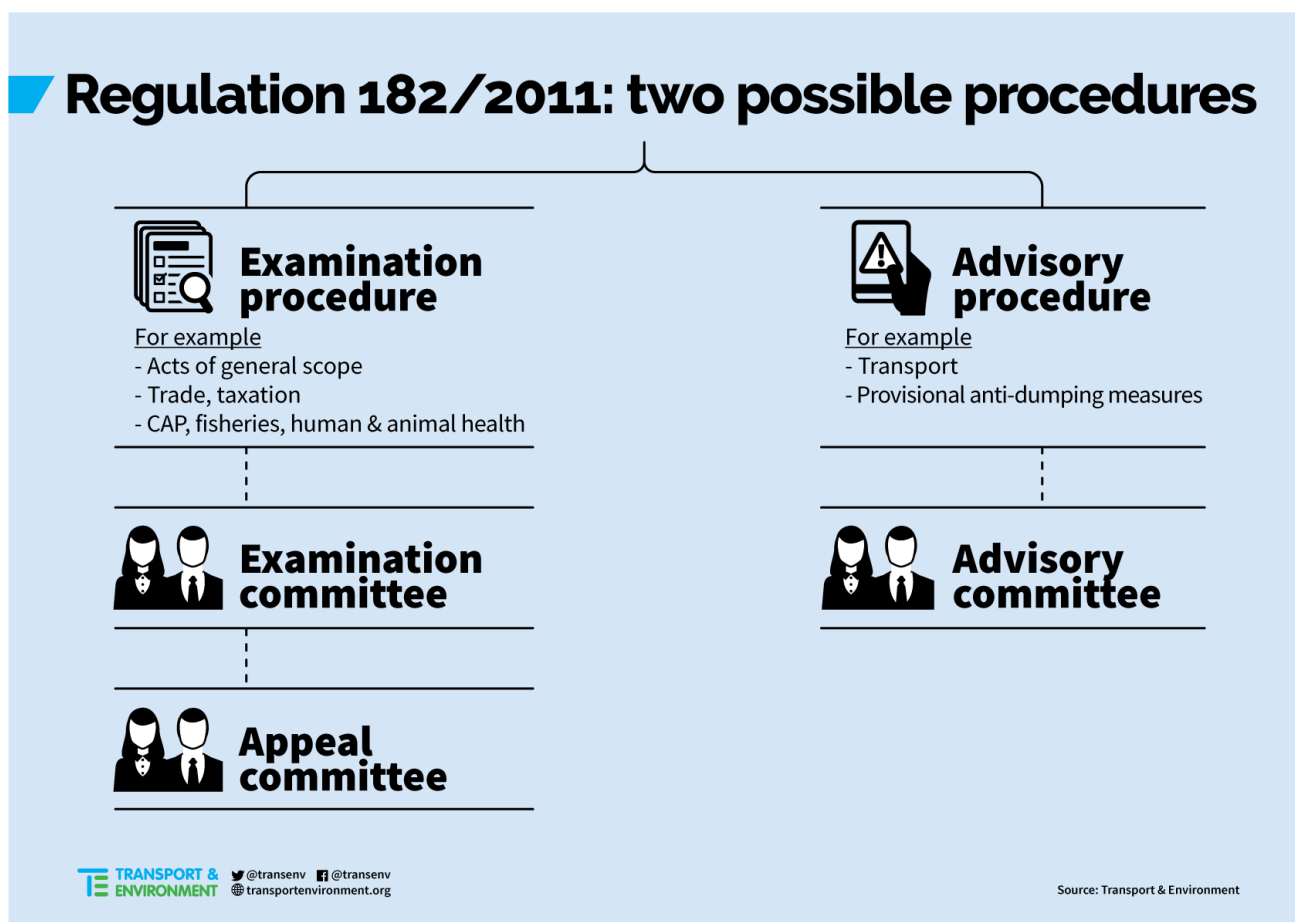 Regulation 182/2011: two possible procedures
Examination
procedure
For example
- Acts of general scope
- Trade, taxation
- CAP, fisheries, human & animal health
Advisory
procedure
For example
- Transport
- Provisional anti-dumping measures
Examination
committee
Advisory
committee
Appeal
committee
TRANSPORT &
ENVIRONMENT
@transenv @transenv
transportenvironment.org
Source: Transport & Environment